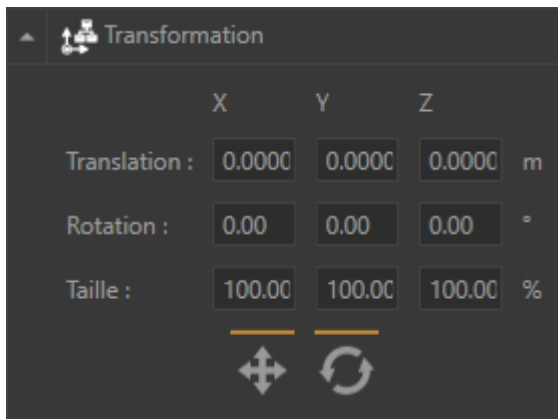 Transformation
X Y Z
Translation : 0.0000 0.0000 0.0000 m
Rotation : 0.00 0.00 0.00 °
Taille : 100.00 100.00 100.00 %